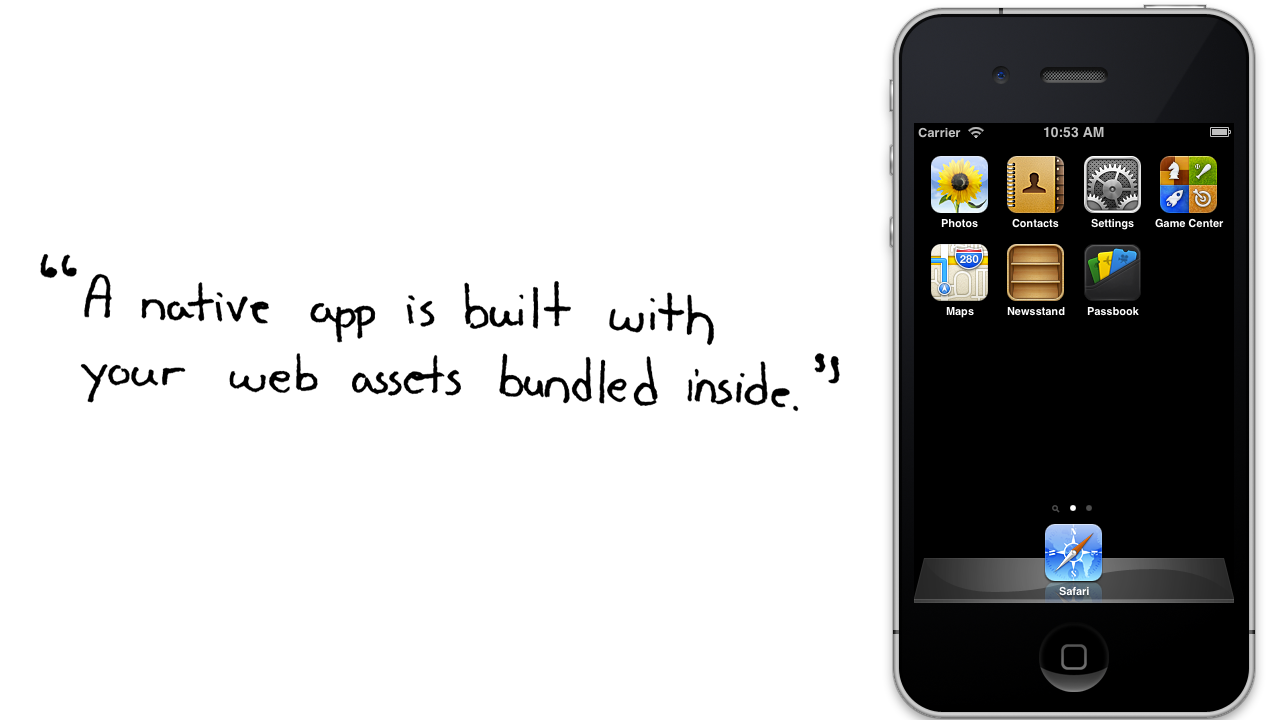 “A native app is built with
your web assets bundled inside.”
Carrier 10:53 AM
Photos Contacts Settings Game Center
280
Maps Newsstand Passbook
N
S
Safari